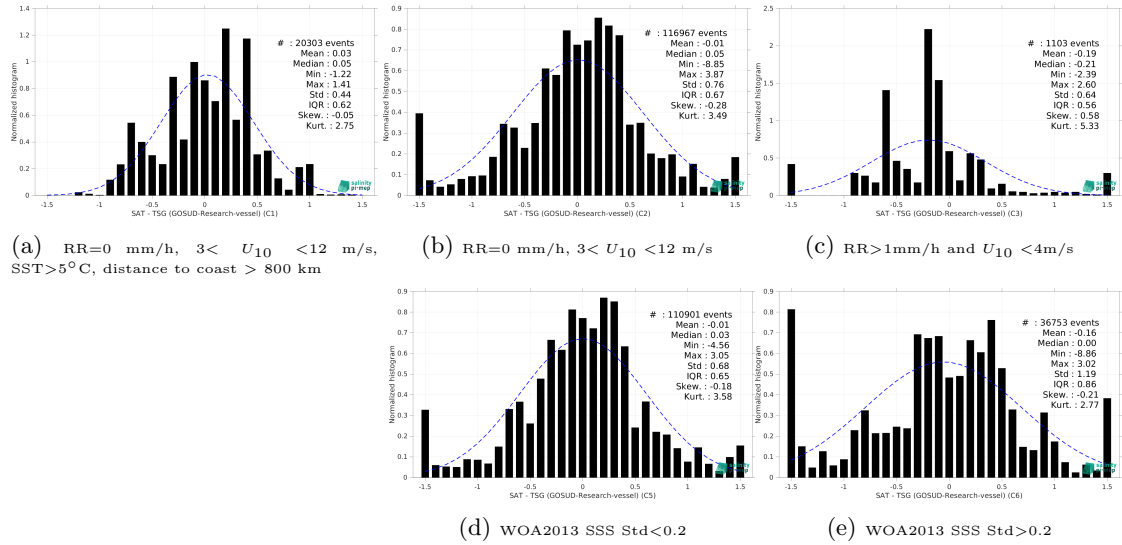 1.4
1.2
1
0.8
0.6
0.4
0.2
0
Normalized histogram
# : 20303 events
Mean : 0.03
Median : 0.05
Min : -1.22
Max : 1.41
Std : 0.44
IQR : 0.62
Skew. : -0.05
Kurt. : 2.75
salinity
pi-mep
-1.5 -1 -0.5 0 0.5 1 1.5
SAT - TSG (GOSUD-Research-vessel) (C1)
(a) RR=0 mm/h, 3< U10 <12 m/s,
SST>5°C, distance to coast > 800 km
0.9
0.8
0.7
0.6
0.5
0.4
0.3
0.2
0.1
0
Normalized histogram
# : 116967 events
Mean : -0.01
Median : 0.05
Min : -8.85
Max : 3.87
Std : 0.76
IQR : 0.67
Skew. : -0.28
Kurt. : 3.49
salinity
pi-mep
-1.5 -1 -0.5 0 0.5 1 1.5
SAT - TSG (GOSUD-Research-vessel) (C2)
(b) RR=0 mm/h, 3< U10 <12 m/s
2.5
2
1.5
1
0.5
0
Normalized histogram
# : 1103 events
Mean : -0.19
Median : -0.21
Min : -2.39
Max : 2.60
Std : 0.64
IQR : 0.56
Skew. : 0.58
Kurt. : 5.33
salinity
pi-mep
-1.5 -1 -0.5 0 0.5 1 1.5
SAT - TSG (GOSUD-Research-vessel) (C3)
(c) RR>1mm/h and U10 <4m/s
0.9
0.8
0.7
0.6
0.5
0.4
0.3
0.2
0.1
0
Normalized histogram
# : 110901 events
Mean : -0.01
Median : 0.03
Min : -4.56
Max : 3.05
Std : 0.68
IQR : 0.65
Skew. : -0.18
Kurt. : 3.58
salinity
pi-mep
-1.5 -1 -0.5 0 0.5 1 1.5
SAT - TSG (GOSUD-Research-vessel) (C5)
(d) WOA2013 SSS Std<0.2
0.9
0.8
0.7
0.6
0.5
0.4
0.3
0.2
0.1
0
Normalized histogram
# : 36753 events
Mean : -0.16
Median : 0.00
Min : -8.86
Max : 3.02
Std : 1.19
IQR : 0.86
Skew. : -0.21
Kurt. : 2.77
salinity
pi-mep
-1.5 -1 -0.5 0 0.5 1 1.5
SAT - TSG (GOSUD-Research-vessel) (C6)
(e) WOA2013 SSS Std>0.2